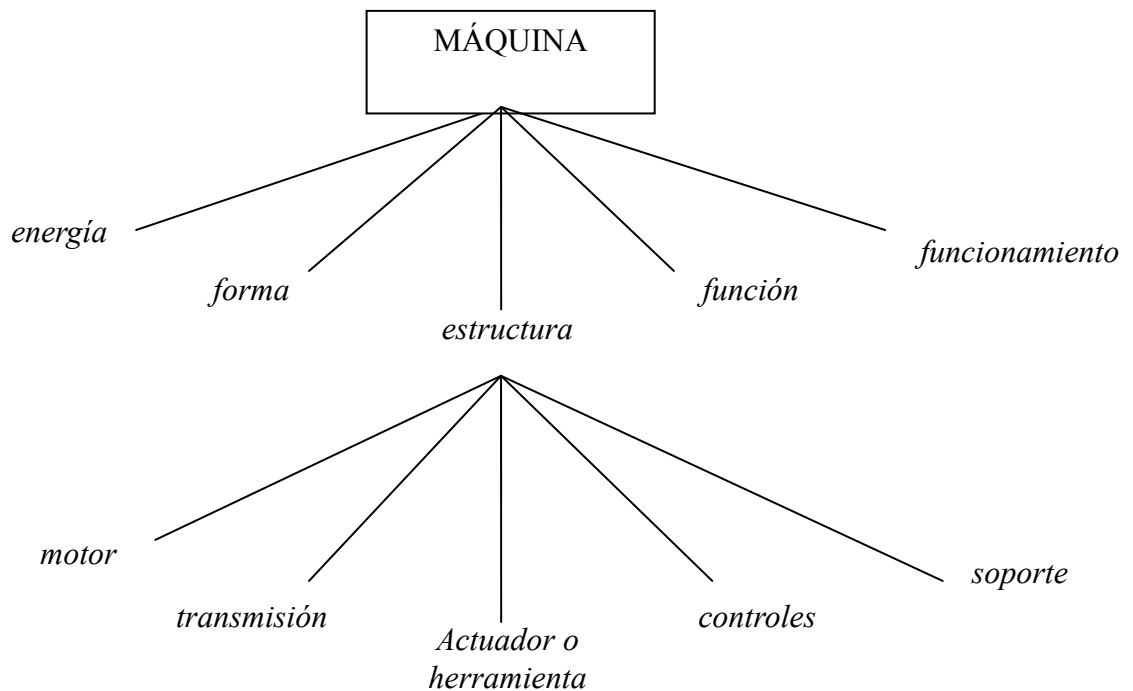 MÁQUINA
energía
forma
estructura
función
funcionamiento
motor
transmisión
Actuador o
herramienta
controles
soporte